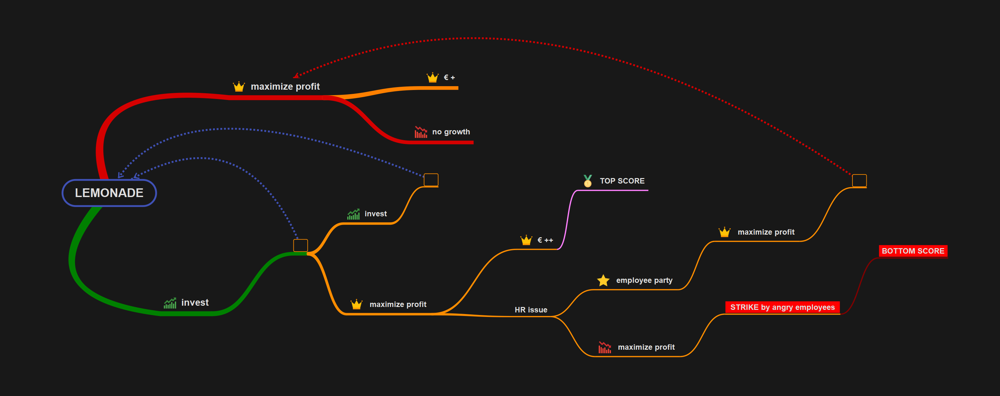 € +
maximize profit
no growth
LEMONADE
TOP SCORE
invest
€ ++
maximize profit
BOTTOM SCORE
employee party
invest
maximize profit
HR issue
STRIKE by angry employees
maximize profit